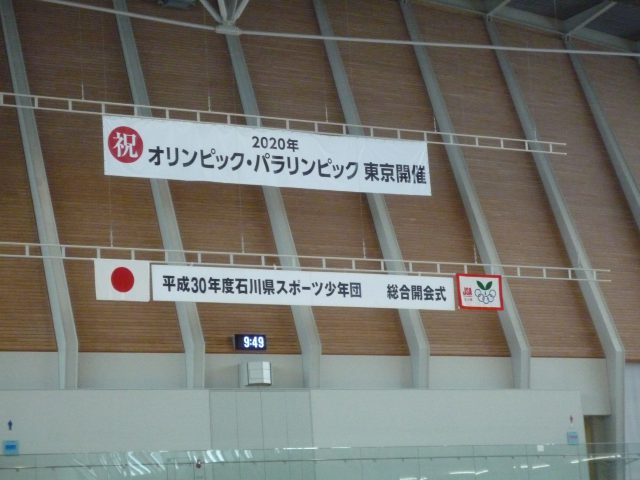 祝
2020年
オリンピック・パラリンピック 東京開催
平成30年度石川県スポーツ少年団 総合開会式
9:49